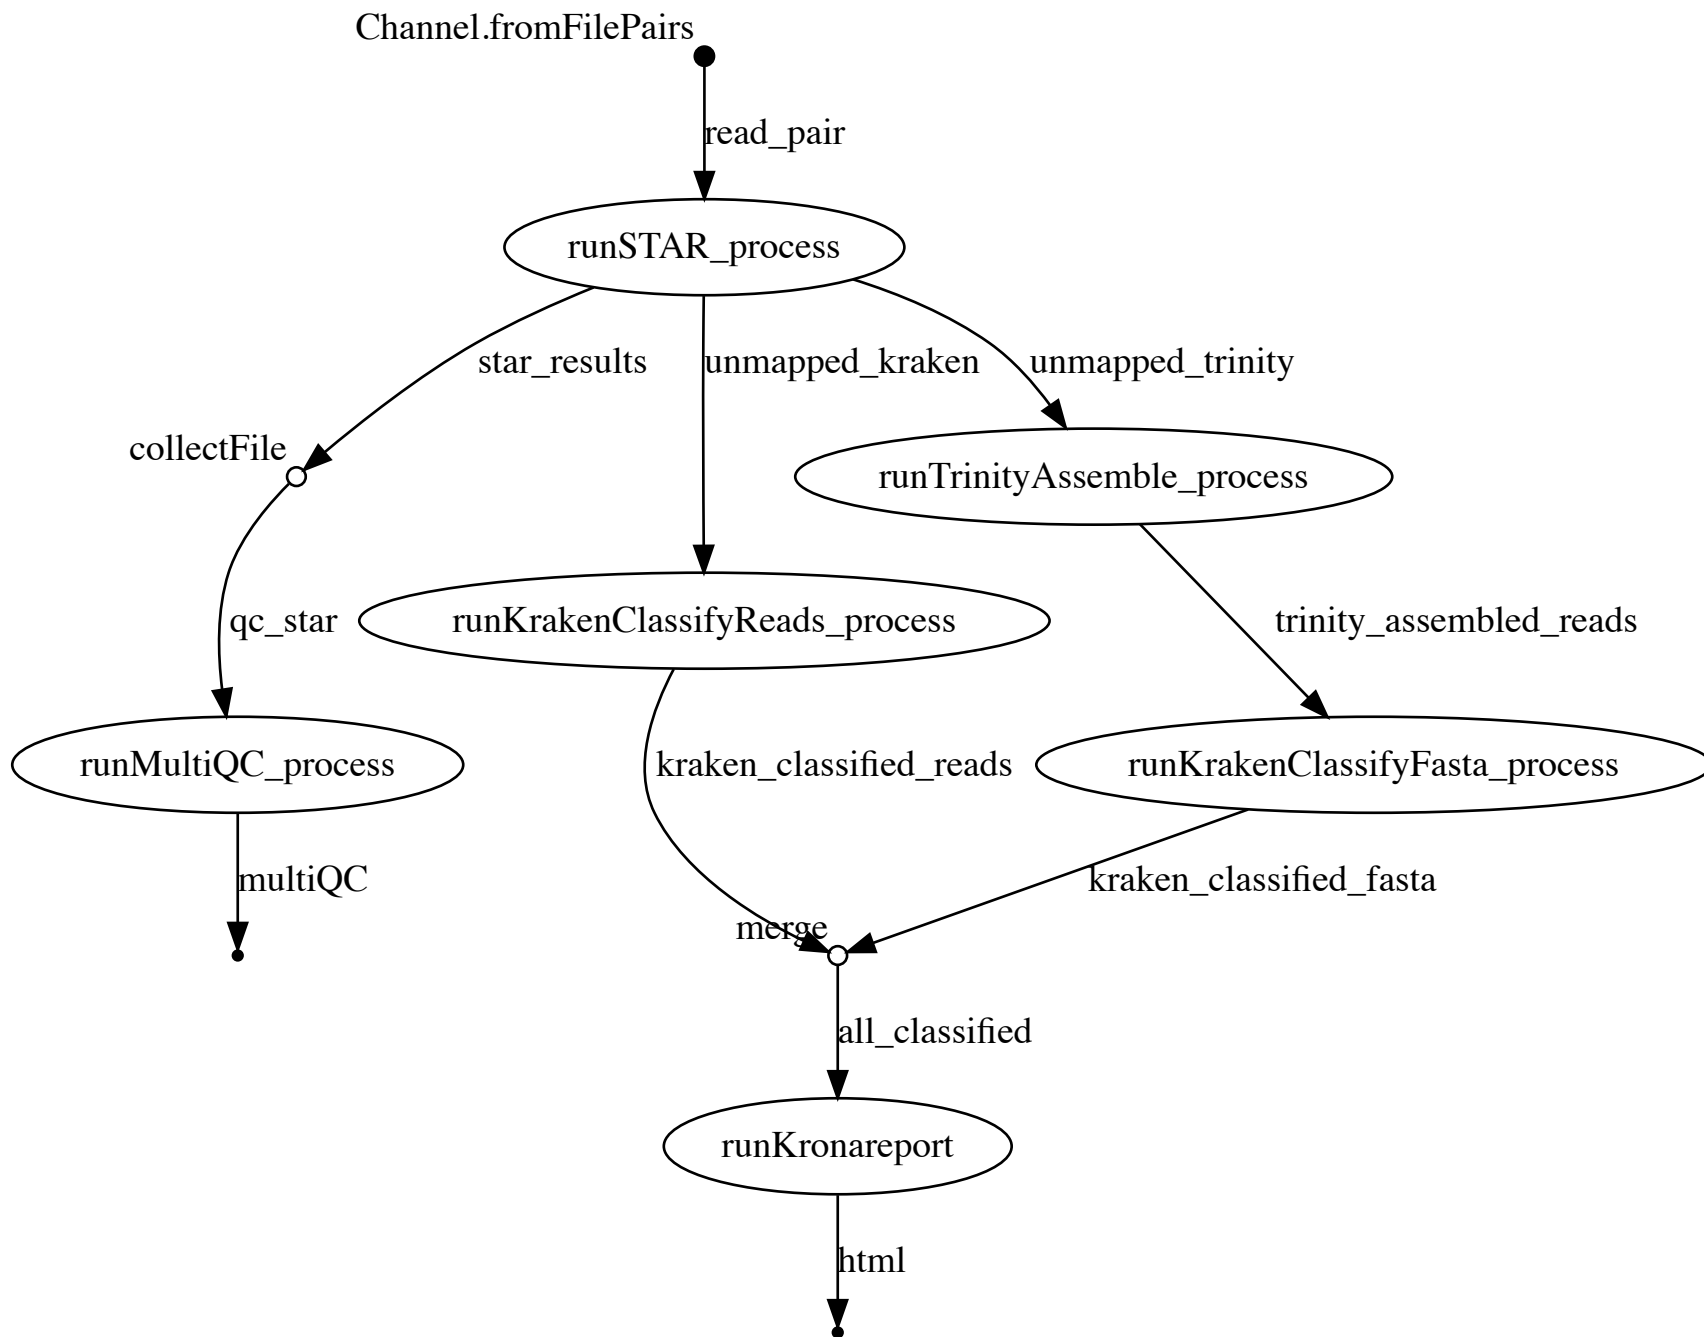 Channel.fromFilePairs
read_pair
runSTAR_process
star_results
unmapped_kraken
unmapped_trinity
collectFile
runTrinityAssemble_process
qc_star
runKrakenClassifyReads_process
trinity_assembled_reads
runMultiQC_process
kraken_classified_reads
runKrakenClassifyFasta_process
multiQC
kraken_classified_fasta
merge
all_classified
runKronareport
html